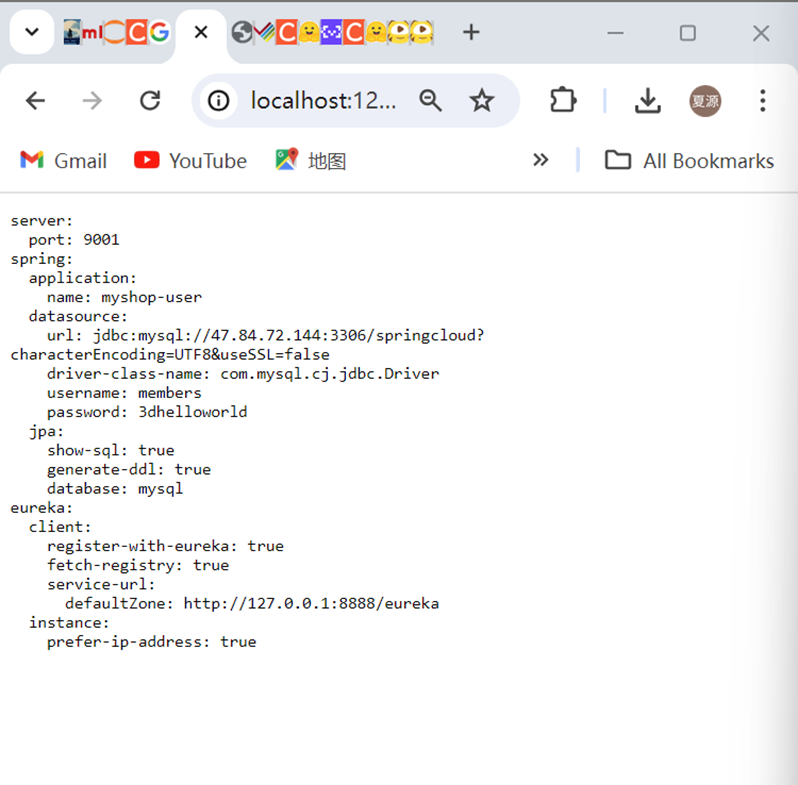 mI
localhost:12...
夏源
Gmail
YouTube
地图
All Bookmarks
server:
  port: 9001
spring:
  application:
    name: myshop-user
  datasource:
    url: jdbc:mysql://47.84.72.144:3306/springcloud?
characterEncoding=UTF8&useSSL=false
    driver-class-name: com.mysql.cj.jdbc.Driver
    username: members
    password: 3dhelloworld
  jpa:
    show-sql: true
    generate-ddl: true
    database: mysql
eureka:
  client:
    register-with-eureka: true
    fetch-registry: true
    service-url:
      defaultZone: http://127.0.0.1:8888/eureka
  instance:
    prefer-ip-address: true